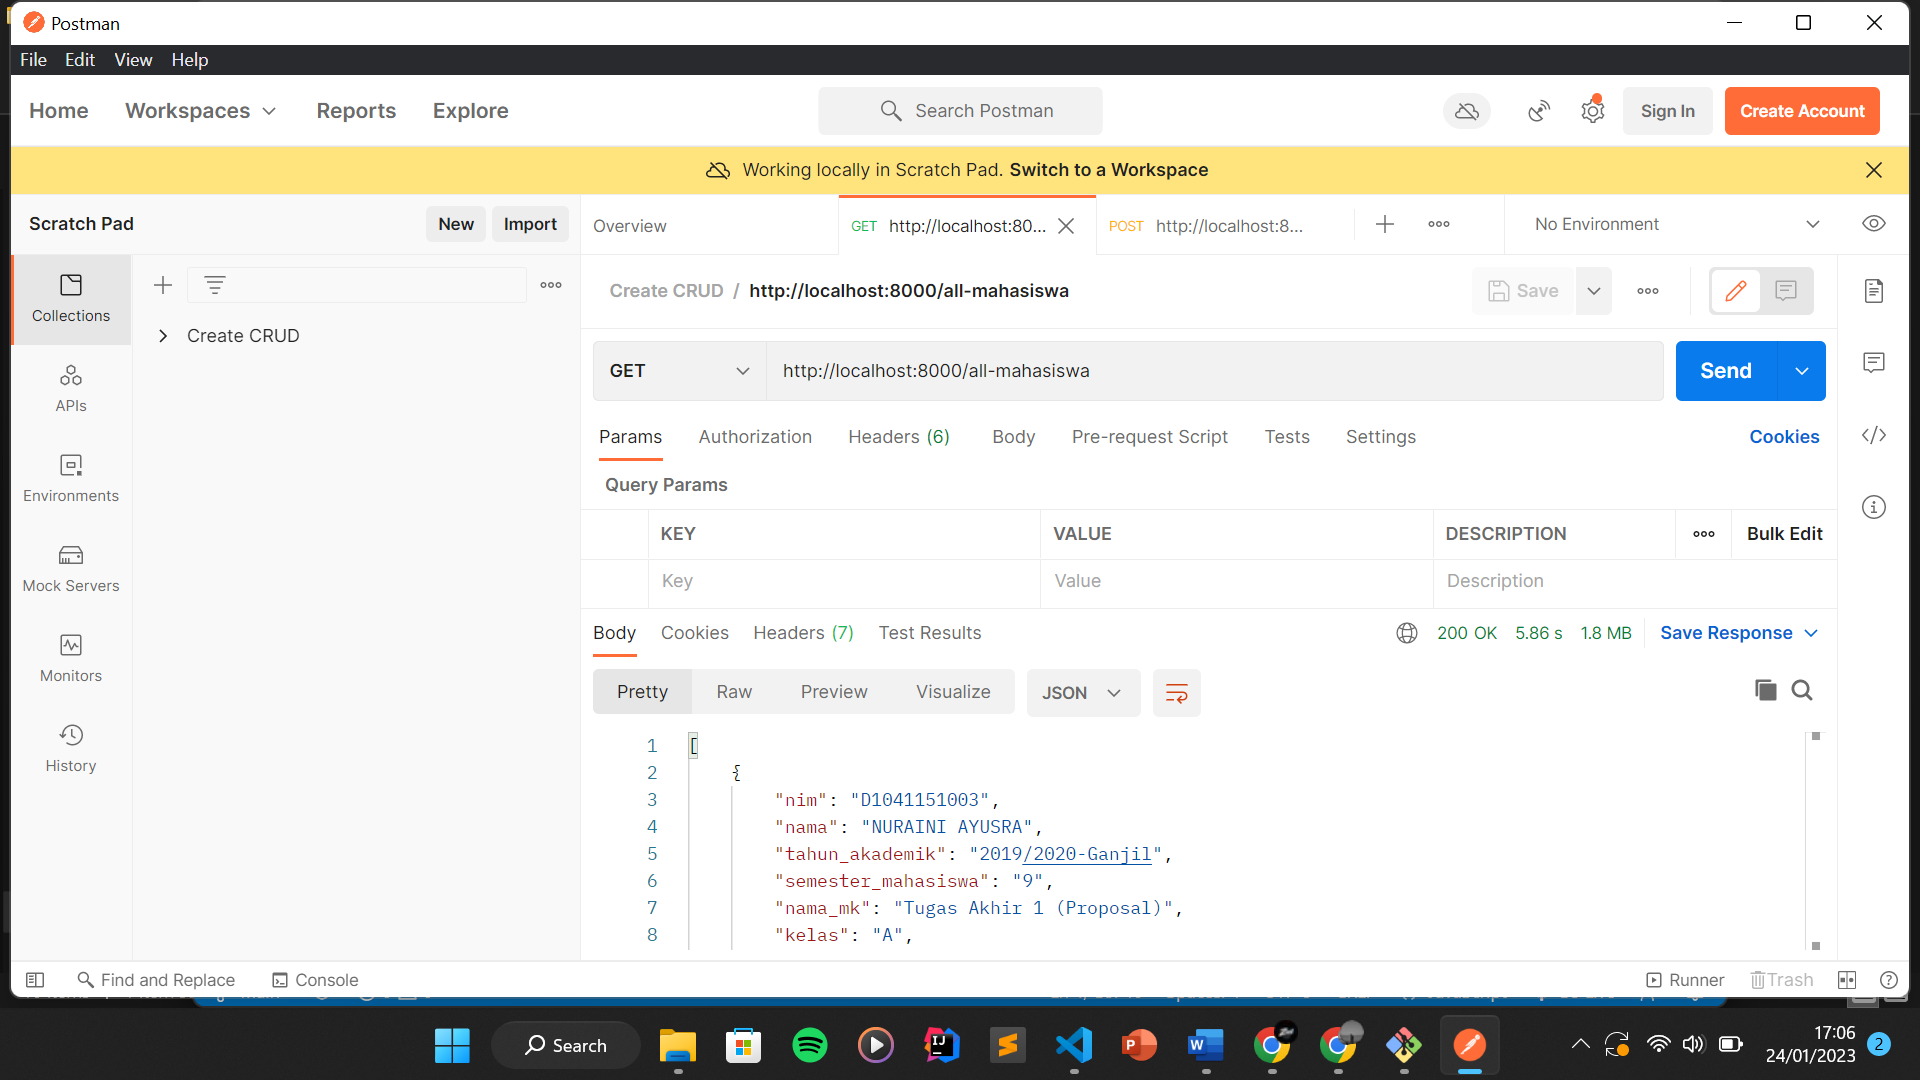 Postman
File Edit View Help
Home Workspaces Reports Explore Search Postman Sign In Create Account
Working locally in Scratch Pad. Switch to a Workspace
Scratch Pad New Import Overview GET http://localhost:80... POST http://localhost:8... No Environment
Collections
APIs
Environments
Mock Servers
Monitors
History
Create CRUD
Create CRUD / http://localhost:8000/all-mahasiswa Save
GET http://localhost:8000/all-mahasiswa Send
Params Authorization Headers (6) Body Pre-request Script Tests Settings Cookies
Query Params
KEY VALUE DESCRIPTION Bulk Edit
Key Value Description
Body Cookies Headers (7) Test Results 200 OK 5.86 s 1.8 MB Save Response
Pretty Raw Preview Visualize JSON
1 [
2 {
3 "nim": "D1041151003",
4 "nama": "NURAINI AYUSRA",
5 "tahun_akademik": "2019/2020-Ganjil",
6 "semester_mahasiswa": "9",
7 "nama_mk": "Tugas Akhir 1 (Proposal)",
8 "kelas": "A",
Find and Replace Console Runner Trash
Search
17:06
24/01/2023 2